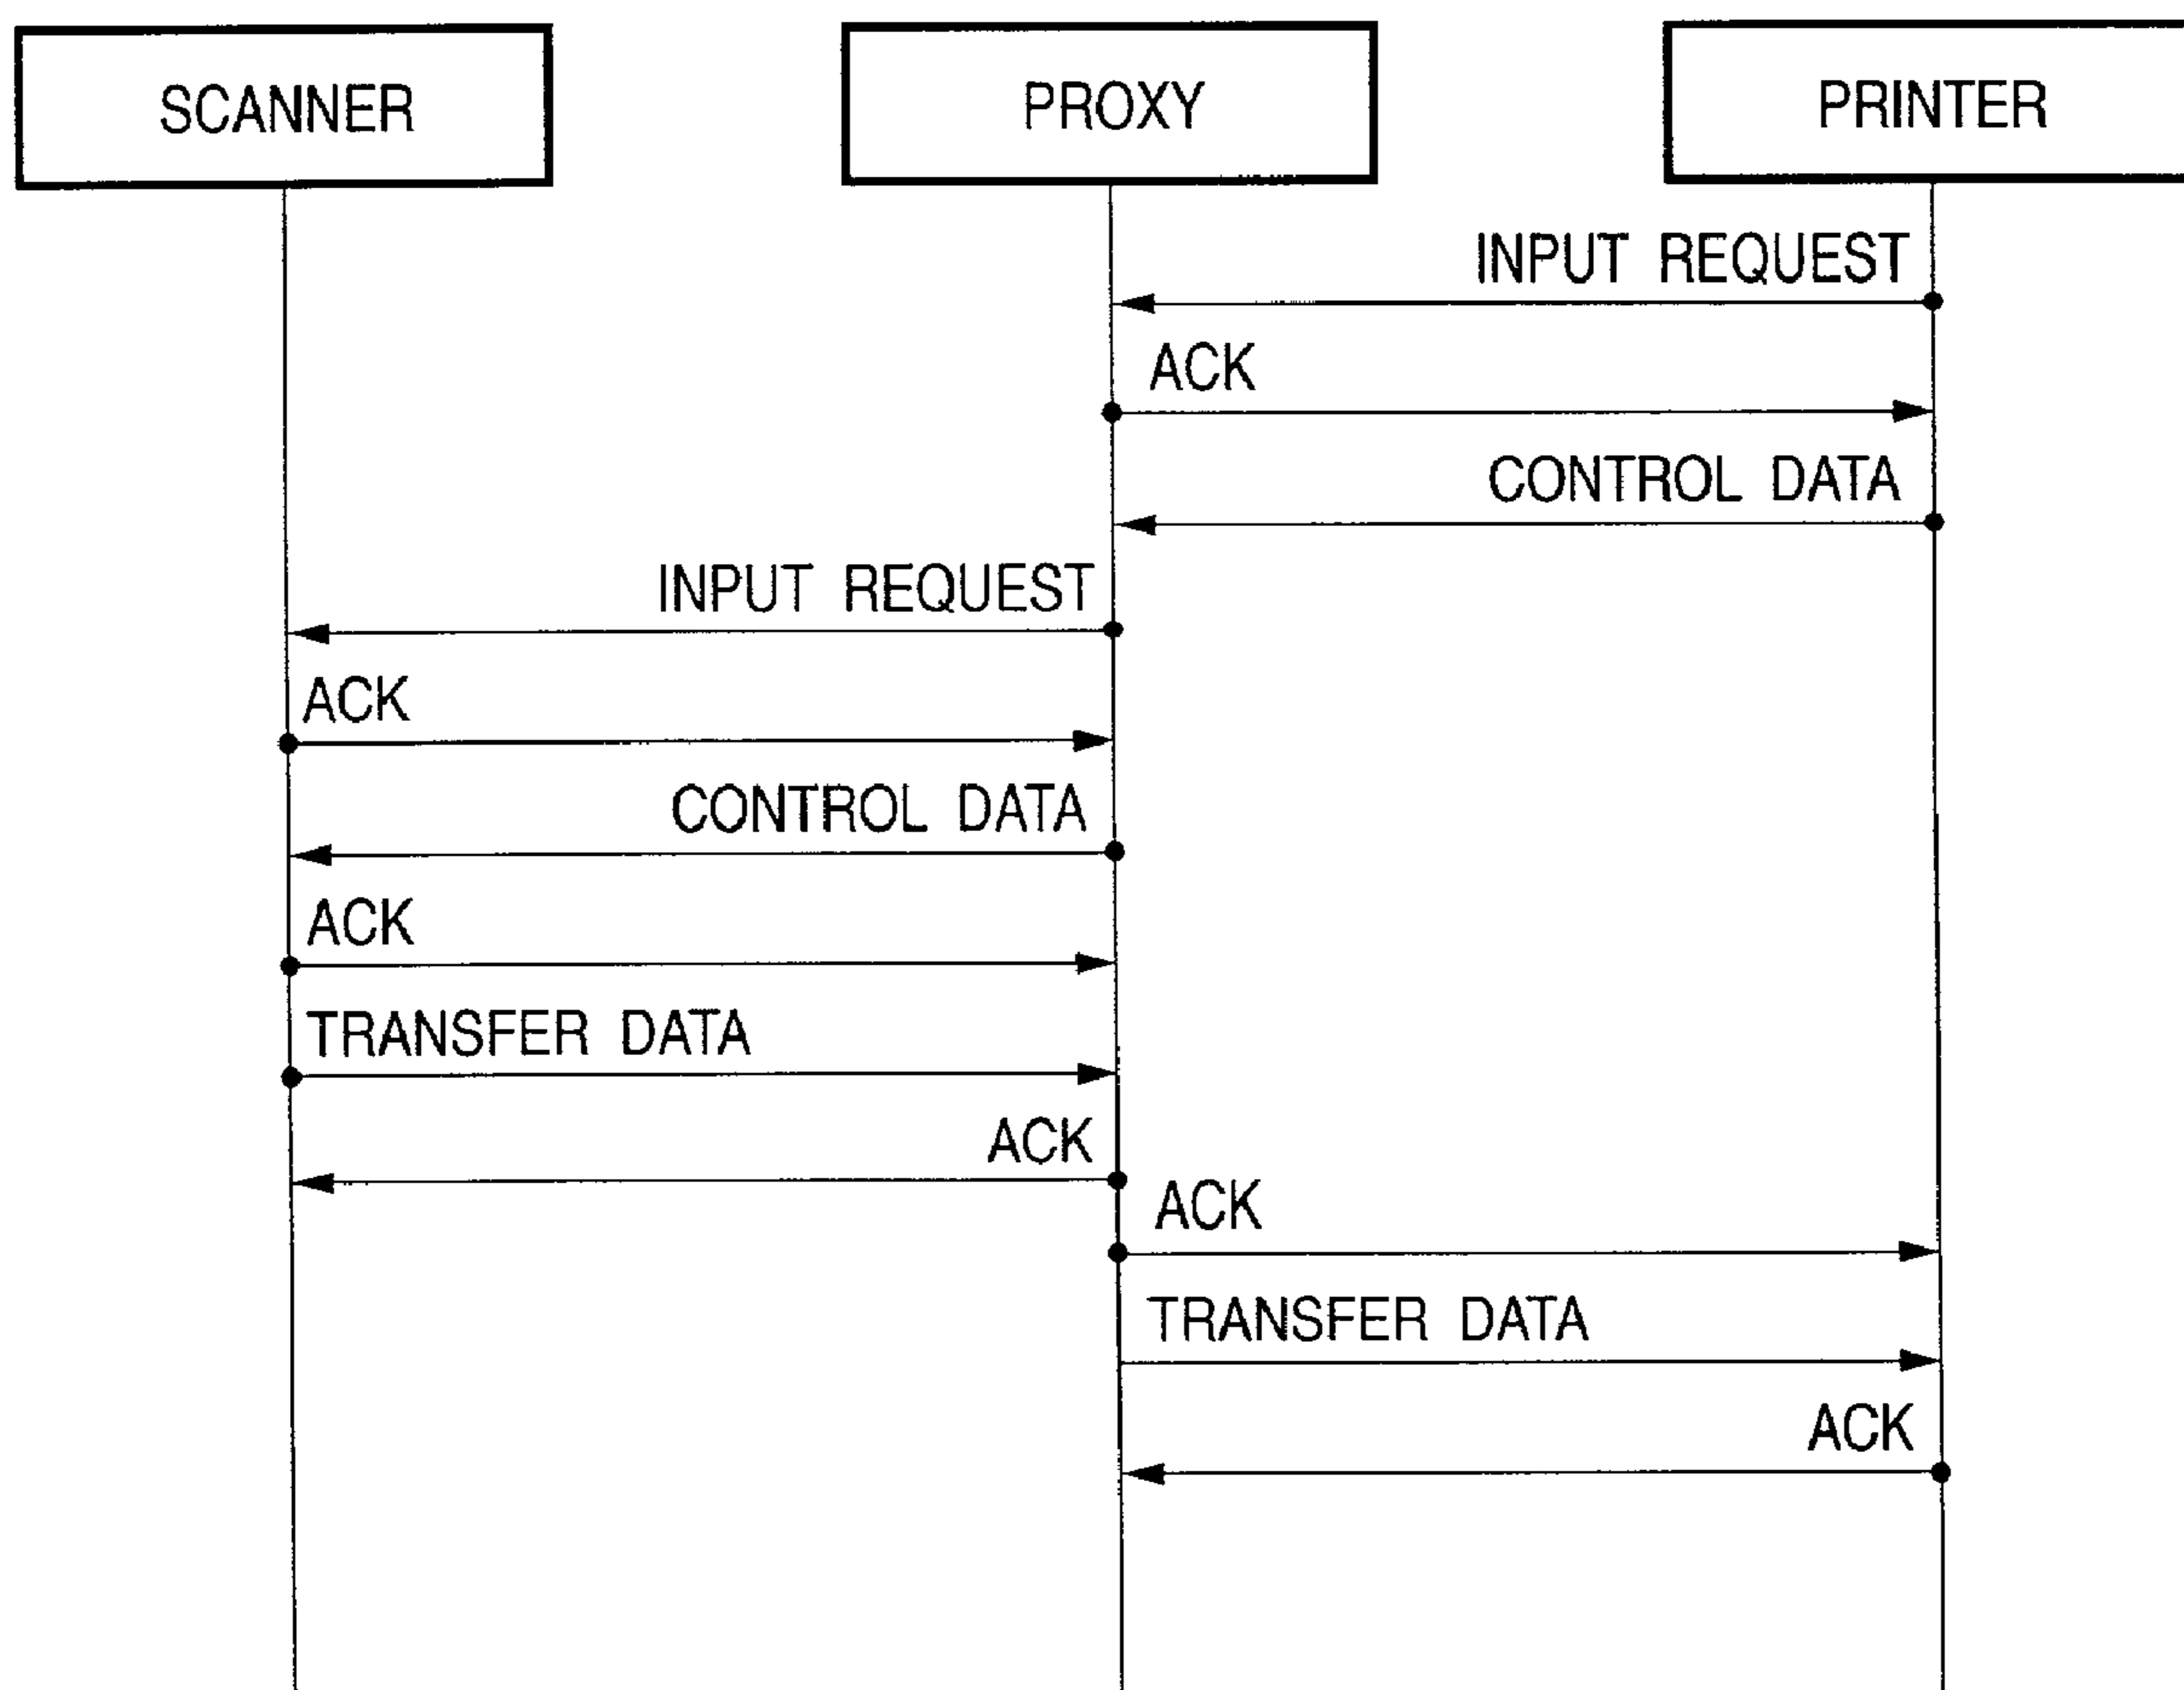 SCANNER
PROXY
PRINTER
INPUT REQUEST
ACK
CONTROL DATA
INPUT REQUEST
ACK
CONTROL DATA
ACK
TRANSFER DATA
ACK
ACK
TRANSFER DATA
ACK